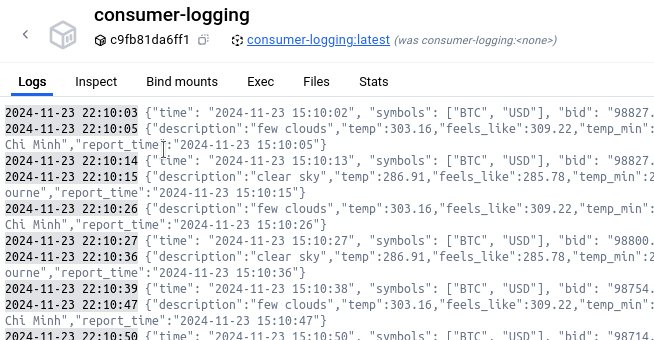 consumer-logging
c9fb81da6ff1 consumer-logging:latest (was consumer-logging:<none>)
Logs Inspect Bind mounts Exec Files Stats
2024-11-23 22:10:03 {"time": "2024-11-23 15:10:02", "symbols": ["BTC", "USD"], "bid": "98827.
2024-11-23 22:10:05 {"description":"few clouds","temp":303.16,"feels_like":309.22,"temp_min":
Chi Minh","report_time":"2024-11-23 15:10:05"}
2024-11-23 22:10:14 {"time": "2024-11-23 15:10:13", "symbols": ["BTC", "USD"], "bid": "98827.
2024-11-23 22:10:15 {"description":"clear sky","temp":286.91,"feels_like":285.78,"temp_min":2
ourne","report_time":"2024-11-23 15:10:15"}
2024-11-23 22:10:26 {"description":"few clouds","temp":303.16,"feels_like":309.22,"temp_min":
Chi Minh","report_time":"2024-11-23 15:10:26"}
2024-11-23 22:10:27 {"time": "2024-11-23 15:10:27", "symbols": ["BTC", "USD"], "bid": "98800.
2024-11-23 22:10:36 {"description":"clear sky","temp":286.91,"feels_like":285.78,"temp_min":2
ourne","report_time":"2024-11-23 15:10:36"}
2024-11-23 22:10:39 {"time": "2024-11-23 15:10:38", "symbols": ["BTC", "USD"], "bid": "98754.
2024-11-23 22:10:47 {"description":"few clouds","temp":303.16,"feels_like":309.22,"temp_min":
Chi Minh","report_time":"2024-11-23 15:10:47"}
2024-11-23 22:10:50 {"time": "2024-11-23 15:10:50", "symbols": ["BTC", "USD"], "bid": "98714.